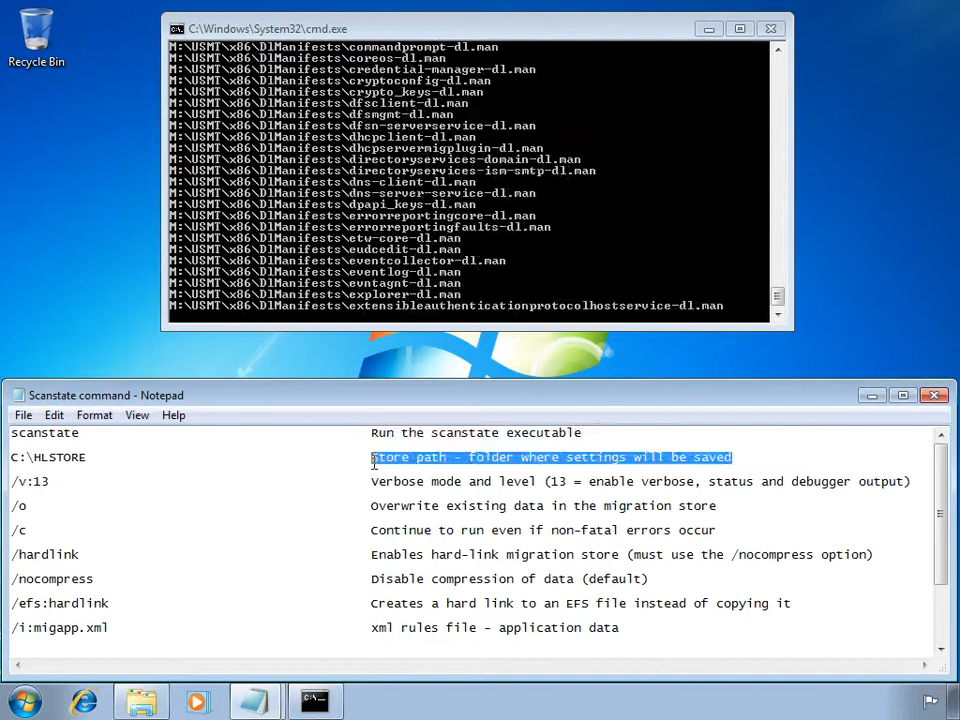 Recycle Bin
C:\Windows\System32\cmd.exe
M:\USMT\x86\DlManifests\commandprompt-dl.man
M:\USMT\x86\DlManifests\coreos-dl.man
M:\USMT\x86\DlManifests\credential-manager-dl.man
M:\USMT\x86\DlManifests\cryptoconfig-dl.man
M:\USMT\x86\DlManifests\crypto_keys-dl.man
M:\USMT\x86\DlManifests\dfsclient-dl.man
M:\USMT\x86\DlManifests\dfsmgmt-dl.man
M:\USMT\x86\DlManifests\dfsn-serverservice-dl.man
M:\USMT\x86\DlManifests\dhcpclient-dl.man
M:\USMT\x86\DlManifests\dhcpservermigplugin-dl.man
M:\USMT\x86\DlManifests\directoryservices-domain-dl.man
M:\USMT\x86\DlManifests\directoryservices-ism-smtp-dl.man
M:\USMT\x86\DlManifests\dns-client-dl.man
M:\USMT\x86\DlManifests\dns-server-service-dl.man
M:\USMT\x86\DlManifests\dpapi_keys-dl.man
M:\USMT\x86\DlManifests\errorreportingcore-dl.man
M:\USMT\x86\DlManifests\errorreportingfaults-dl.man
M:\USMT\x86\DlManifests\etw-core-dl.man
M:\USMT\x86\DlManifests\eudcedit-dl.man
M:\USMT\x86\DlManifests\eventcollector-dl.man
M:\USMT\x86\DlManifests\eventlog-dl.man
M:\USMT\x86\DlManifests\evntagnt-dl.man
M:\USMT\x86\DlManifests\explorer-dl.man
M:\USMT\x86\DlManifests\extensibleauthenticationprotocolhostservice-dl.man
Scanstate command - Notepad
File Edit Format View Help
scanstate Run the scanstate executable
C:\HLSTORE Store path - folder where settings will be saved
/v:13 Verbose mode and level (13 = enable verbose, status and debugger output)
/o Overwrite existing data in the migration store
/c Continue to run even if non-fatal errors occur
/hardlink Enables hard-link migration store (must use the /nocompress option)
/nocompress Disable compression of data (default)
/efs:hardlink Creates a hard link to an EFS file instead of copying it
/i:migapp.xml xml rules file - application data